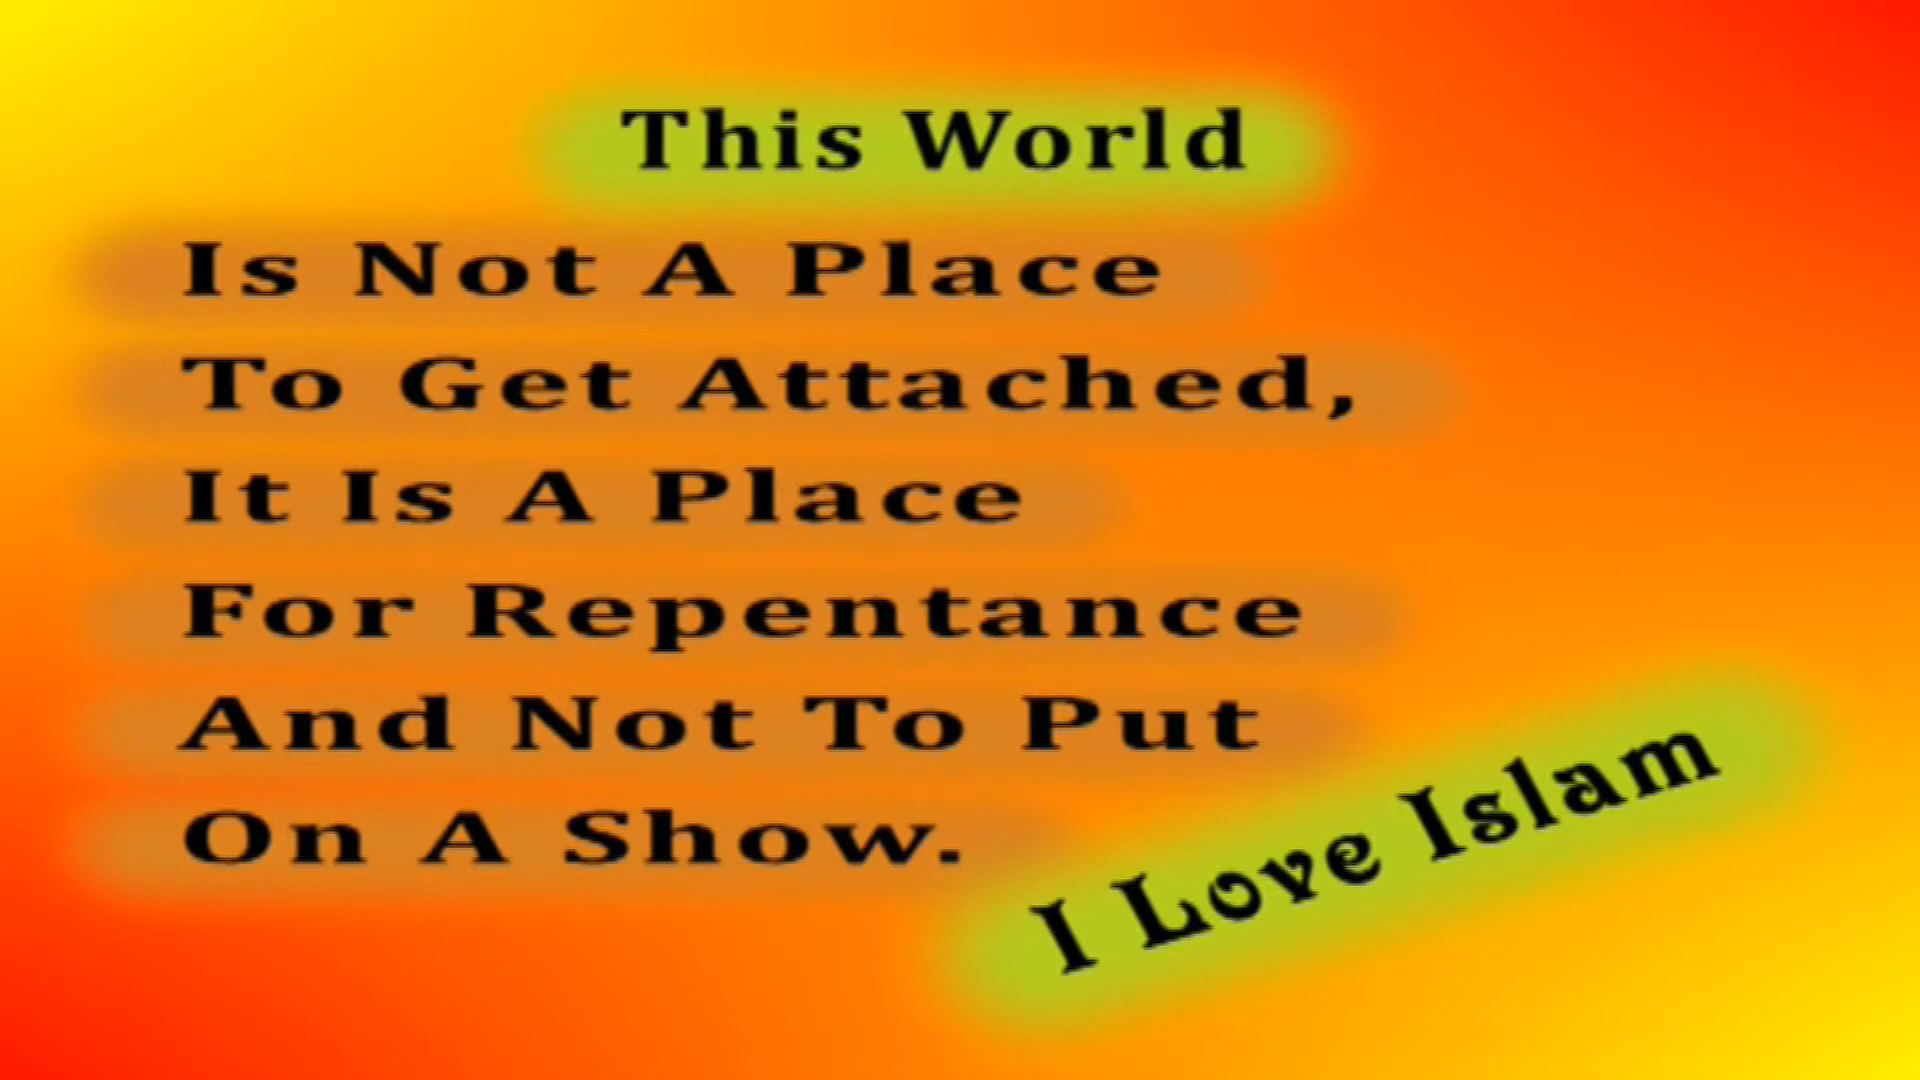 This World
Is Not A Place
To Get Attached,
It Is A Place
For Repentance
And Not To Put
On A Show.
I Love Islam